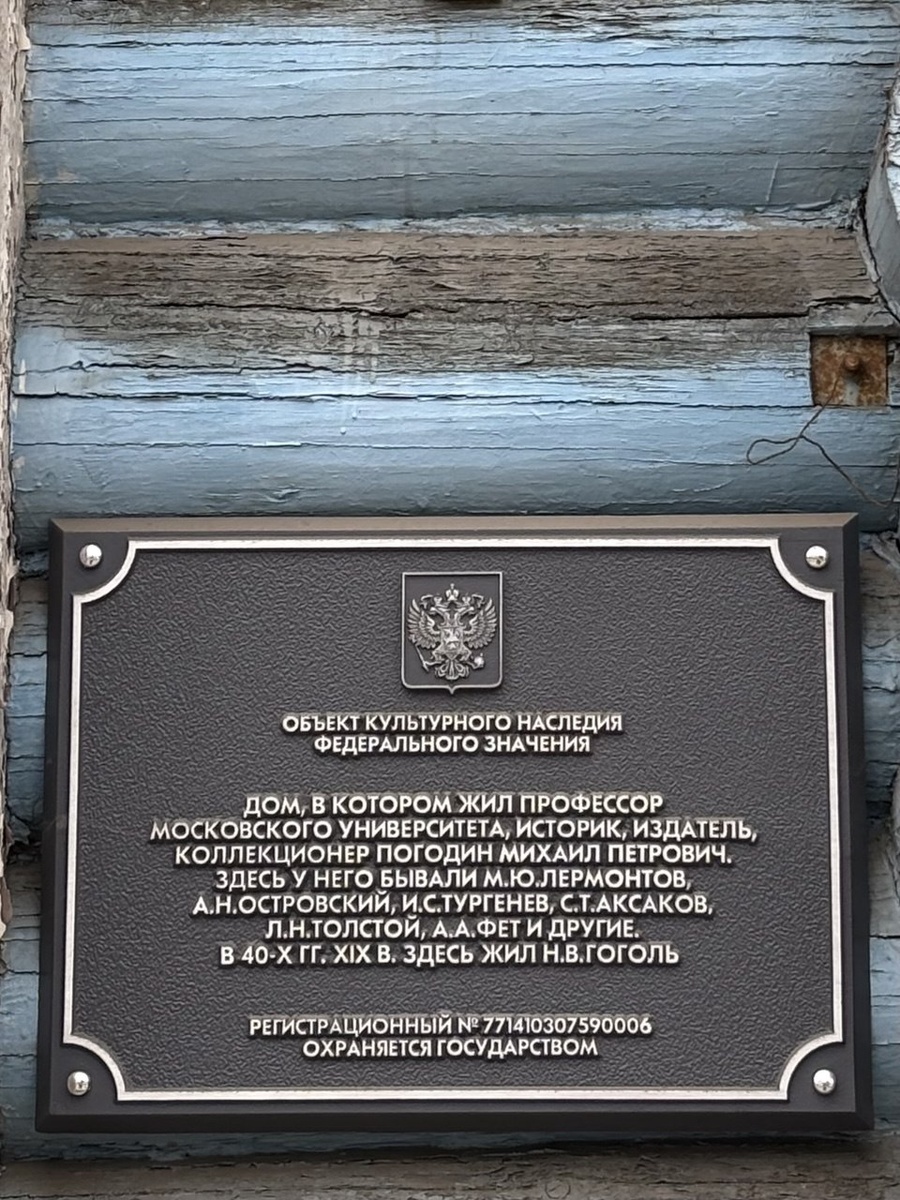 ОБЪЕКТ КУЛЬТУРНОГО НАСЛЕДИЯ
ФЕДЕРАЛЬНОГО ЗНАЧЕНИЯ
ДОМ, В КОТОРОМ ЖИЛ ПРОФЕССОР
МОСКОВСКОГО УНИВЕРСИТЕТА, ИСТОРИК, ИЗДАТЕЛЬ,
КОЛЛЕКЦИОНЕР ПОГОДИН МИХАИЛ ПЕТРОВИЧ.
ЗДЕСЬ У НЕГО БЫВАЛИ М.Ю.ЛЕРМОНТОВ,
А.Н.ОСТРОВСКИЙ, И.С.ТУРГЕНЕВ, С.Т.АКСАКОВ,
Л.Н.ТОЛСТОЙ, А.А.ФЕТ И ДРУГИЕ.
В 40-Х ГГ. XIX В. ЗДЕСЬ ЖИЛ Н.В.ГОГОЛЬ
РЕГИСТРАЦИОННЫЙ № 771410307590006
ОХРАНЯЕТСЯ ГОСУДАРСТВОМ